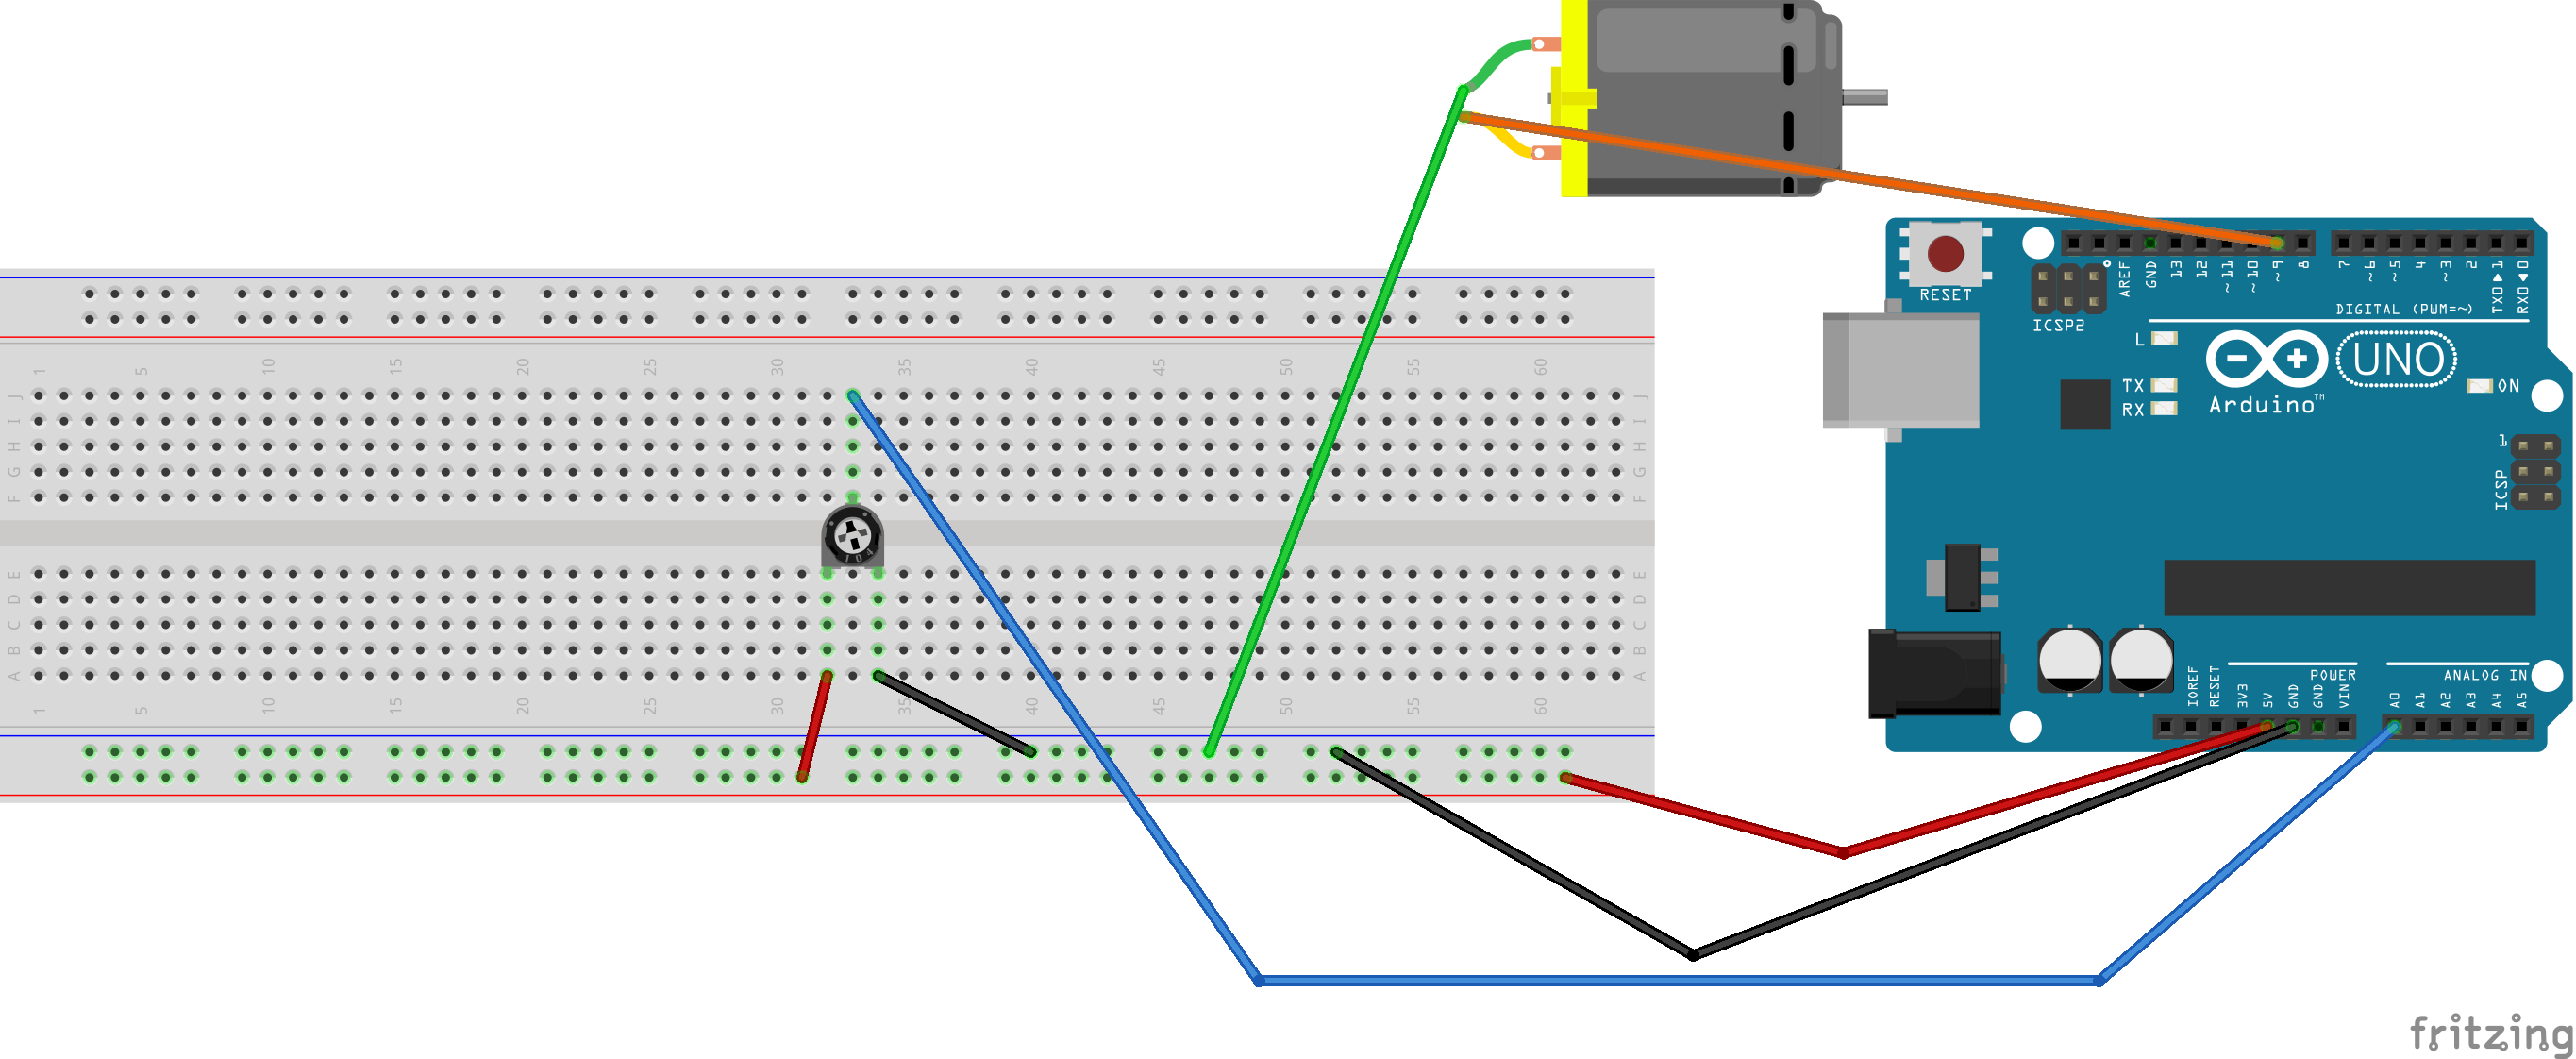 RESET
ICSP2
AREF
GND
13
12
~11
~10
~9
8
7
~6
~5
4
~3
2
TX0▶1
RX0◀0
DIGITAL (PWM=~)
L
TX
RX
UNO
ON
Arduino™
1
ICSP
1 5 10 15 20 25 30 35 40 45 50 55 60
J J
I I
H H
G G
F F
104
E E
D D
C C
B B
A A
1 5 10 15 20 25 30 35 40 45 50 55 60
POWER
ANALOG IN
IOREF
RESET
3V3
5V
GND
GND
VIN
A0
A1
A2
A3
A4
A5
fritzing